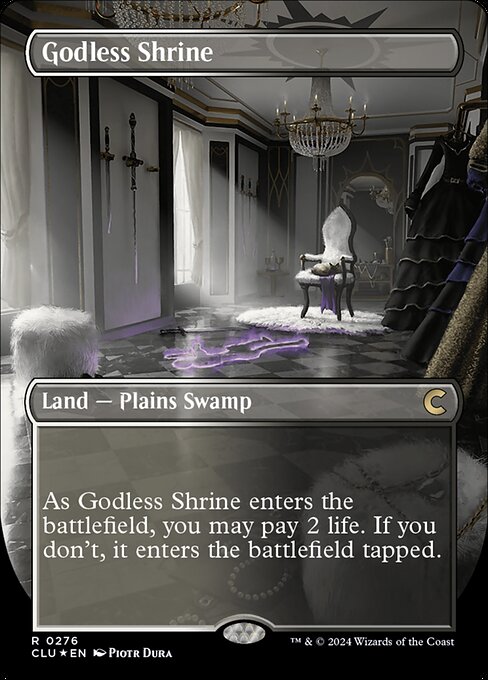 Godless Shrine
Land — Plains Swamp
As Godless Shrine enters the
battlefield, you may pay 2 life. If you
don't, it enters the battlefield tapped.
R 0276
CLU ★ EN Piotr Dura
™ & © 2024 Wizards of the Coast